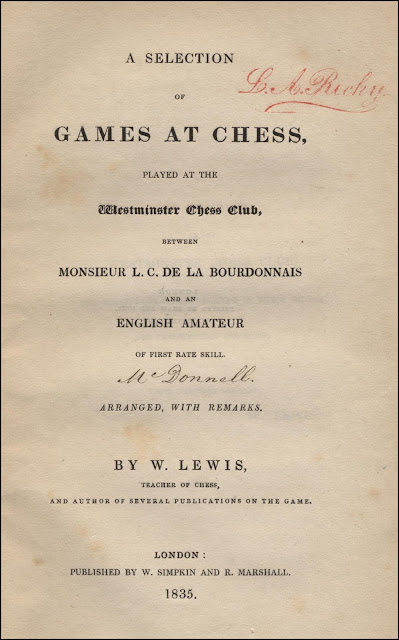 A SELECTION
OF
L. A. Richy.
GAMES AT CHESS,
PLAYED AT THE
Westminster Chess Club,
BETWEEN
MONSIEUR L. C. DE LA BOURDONNAIS
AND AN
ENGLISH AMATEUR
OF FIRST RATE SKILL.
McDonnell.
ARRANGED, WITH REMARKS.
BY W. LEWIS,
TEACHER OF CHESS,
AND AUTHOR OF SEVERAL PUBLICATIONS ON THE GAME.
LONDON:
PUBLISHED BY W. SIMPKIN AND R. MARSHALL.
1835.